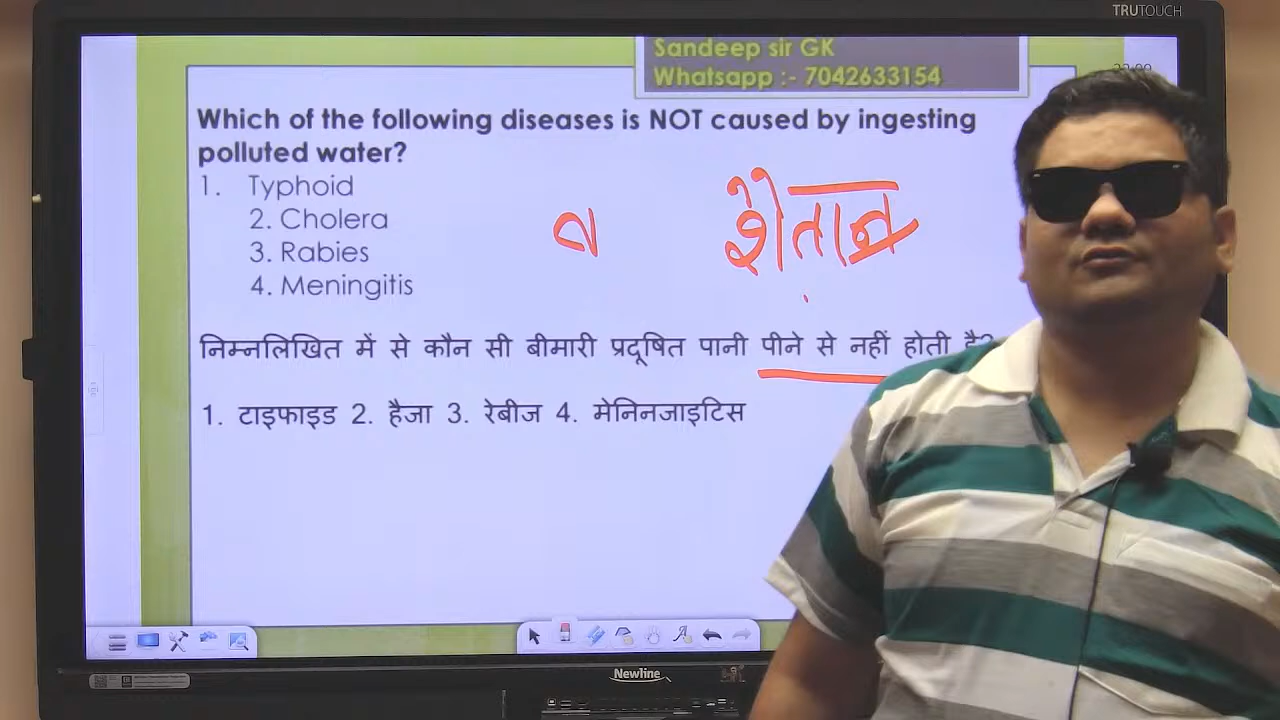 TRUTOUCH
Sandeep sir GK
Whatsapp :- 7042633154
Which of the following diseases is NOT caused by ingesting
polluted water?
1. Typhoid
2. Cholera
3. Rabies
4. Meningitis
व शैतान
निम्नलिखित में से कौन सी बीमारी प्रदूषित पानी पीने से नहीं होती है?
1. टाइफाइड 2. हैजा 3. रेबीज 4. मेनिनजाइटिस
Newline